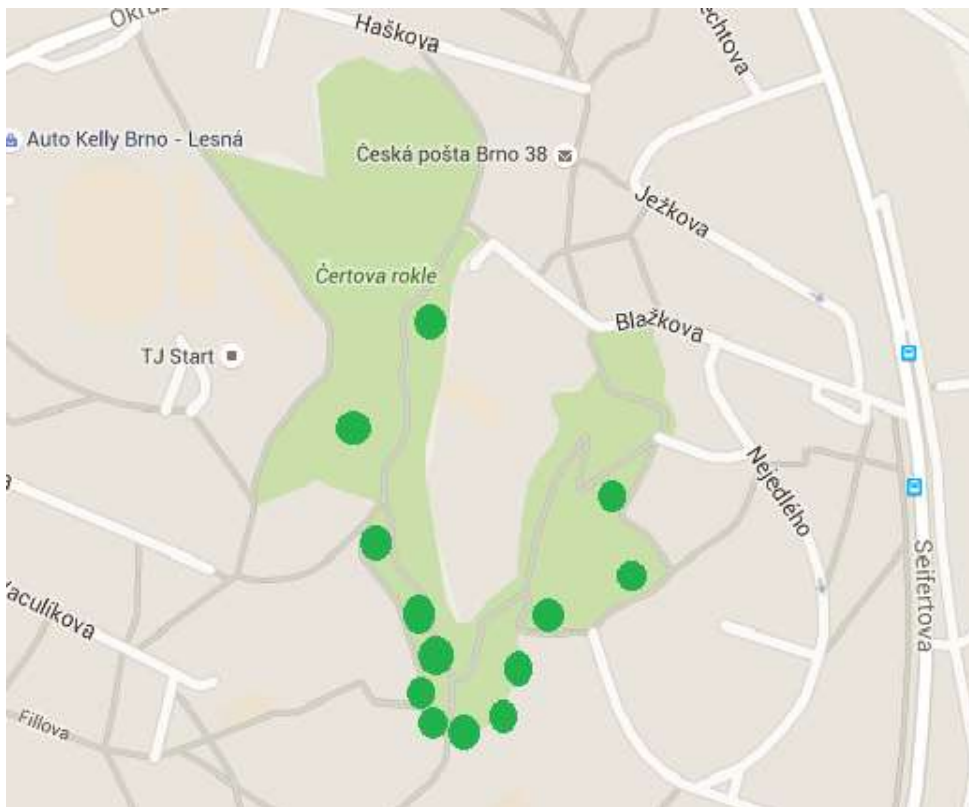 Haškova
Auto Kelly Brno - Lesná
Česká pošta Brno 38
Ježkova
Čertova rokle
Blažkova
TJ Start
Nejedlého
Seifertova
Fillova